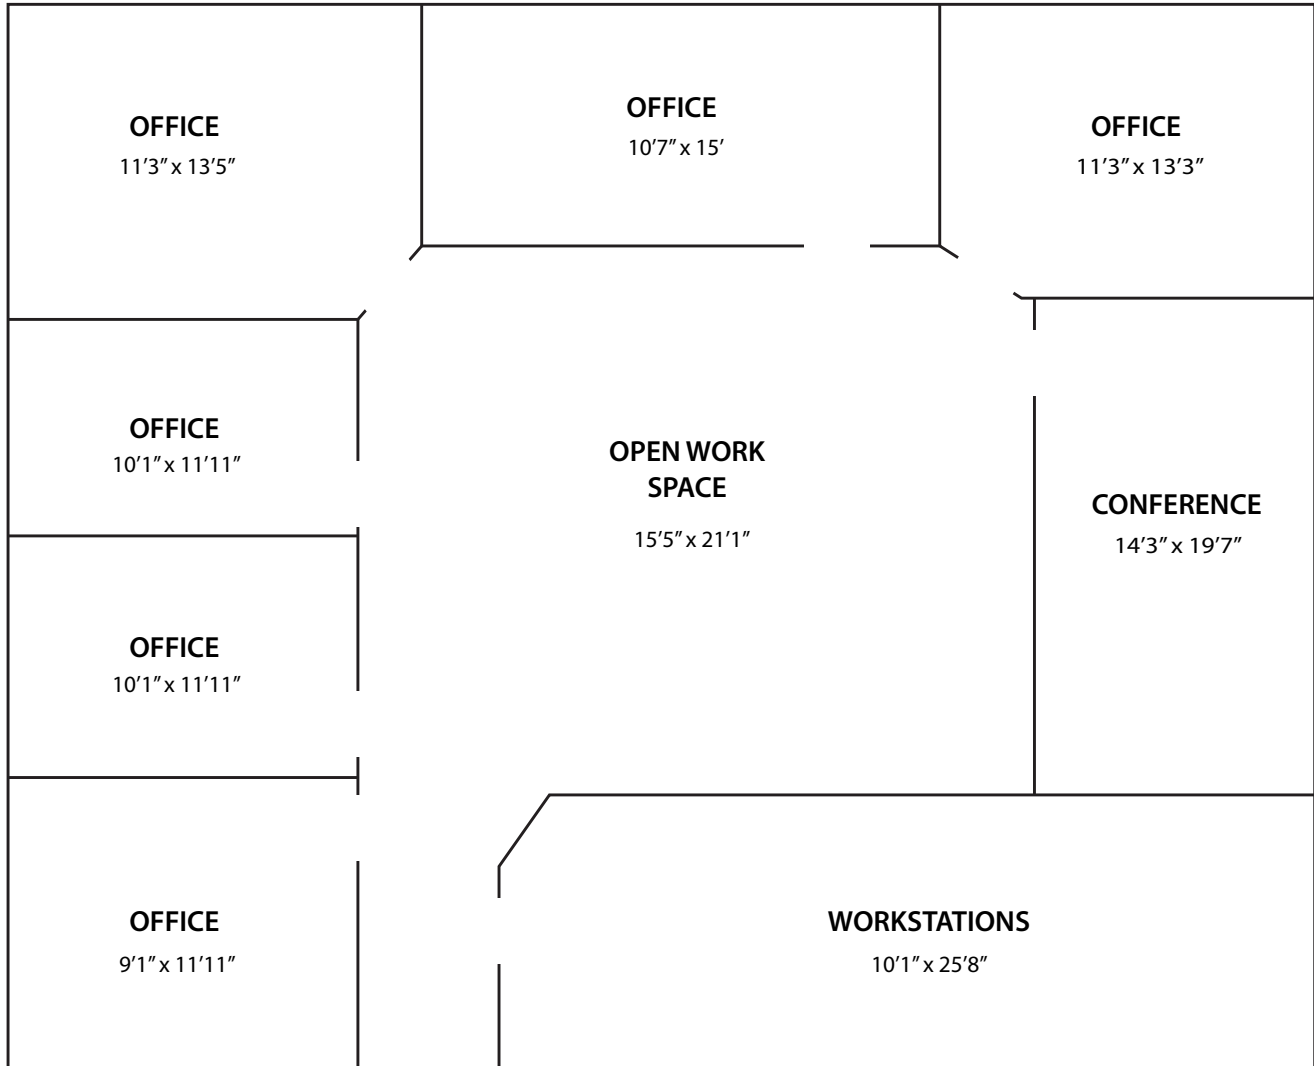 OFFICE
11’3” x 13’5”
OFFICE
10’7” x 15’
OFFICE
11’3” x 13’3”
OFFICE
10’1” x 11’11”
OPEN WORK
SPACE
15’5” x 21’1”
CONFERENCE
14’3” x 19’7”
OFFICE
10’1” x 11’11”
OFFICE
9’1” x 11’11”
WORKSTATIONS
10’1” x 25’8”